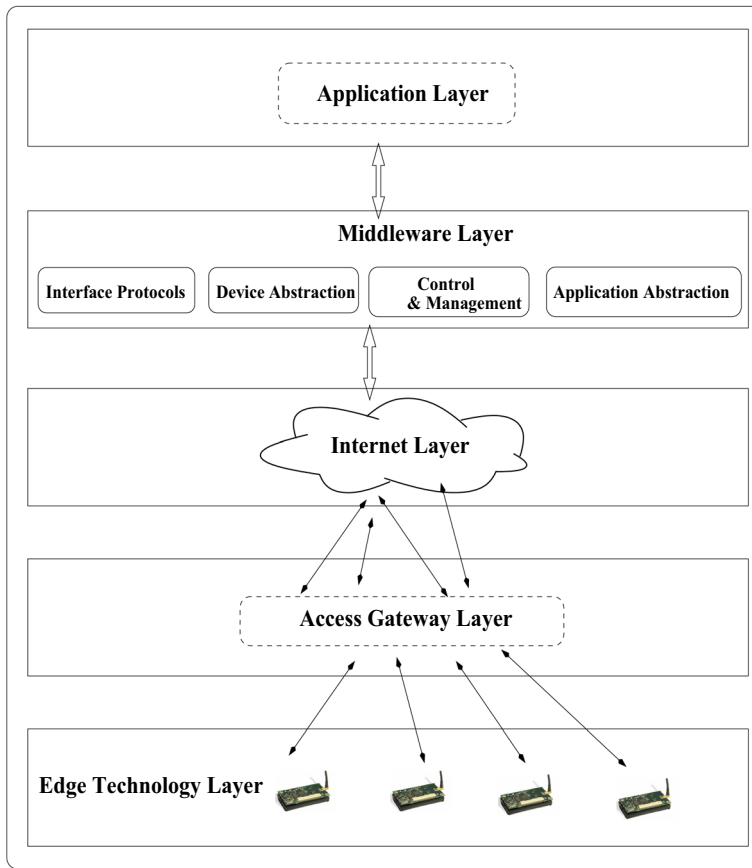 Application Layer
Middleware Layer
Interface Protocols
Device Abstraction
Control
& Management
Application Abstraction
Internet Layer
Access Gateway Layer
Edge Technology Layer